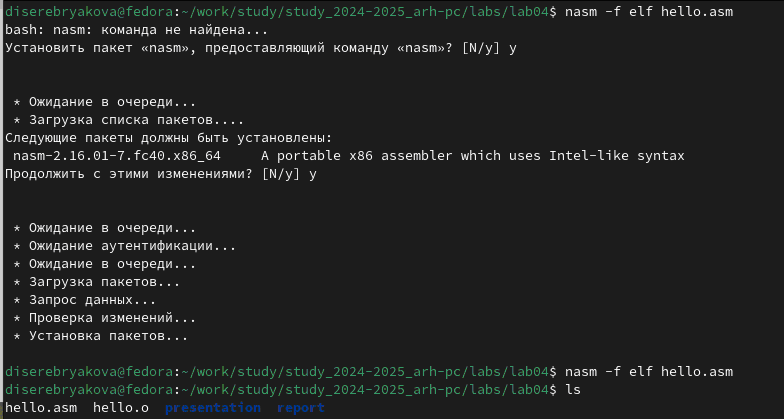 diserebryakova@fedora:~/work/study/study_2024-2025_arh-pc/labs/lab04$ nasm -f elf hello.asm
bash: nasm: команда не найдена...
Установить пакет «nasm», предоставляющий команду «nasm»? [N/y] y
* Ожидание в очереди...
* Загрузка списка пакетов....
Следующие пакеты должны быть установлены:
nasm-2.16.01-7.fc40.x86_64 A portable x86 assembler which uses Intel-like syntax
Продолжить с этими изменениями? [N/y] y
* Ожидание в очереди...
* Ожидание аутентификации...
* Ожидание в очереди...
* Загрузка пакетов...
* Запрос данных...
* Проверка изменений...
* Установка пакетов...
diserebryakova@fedora:~/work/study/study_2024-2025_arh-pc/labs/lab04$ nasm -f elf hello.asm
diserebryakova@fedora:~/work/study/study_2024-2025_arh-pc/labs/lab04$ ls
hello.asm hello.o presentation report